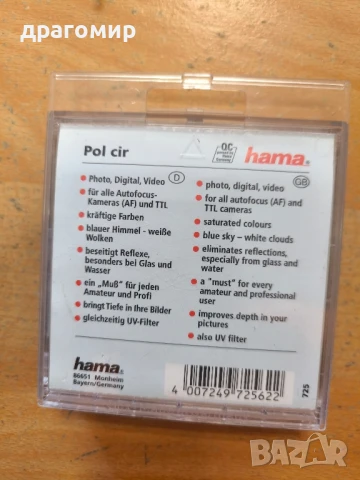 драгомир
Pol cir
QC
hama®
Photo, Digital, Video D
für alle Autofocus-
Kameras (AF) und TTL
kräftige Farben
blauer Himmel - weiße
Wolken
beseitigt Reflexe,
besonders bei Glas und
Wasser
ein „Muß" für jeden
Amateur und Profi
bringt Tiefe in Ihre Bilder
gleichzeitig UV-Filter
photo, digital, video GB
for all autofocus (AF) and
TTL cameras
saturated colours
blue sky – white clouds
eliminates reflections,
especially from glass and
water
a "must" for every
amateur and professional
user
improves depth in your
pictures
also UV filter
hama®
86651 Monheim
Bayern/Germany
4 007249 725622
725
BAZAR
bg